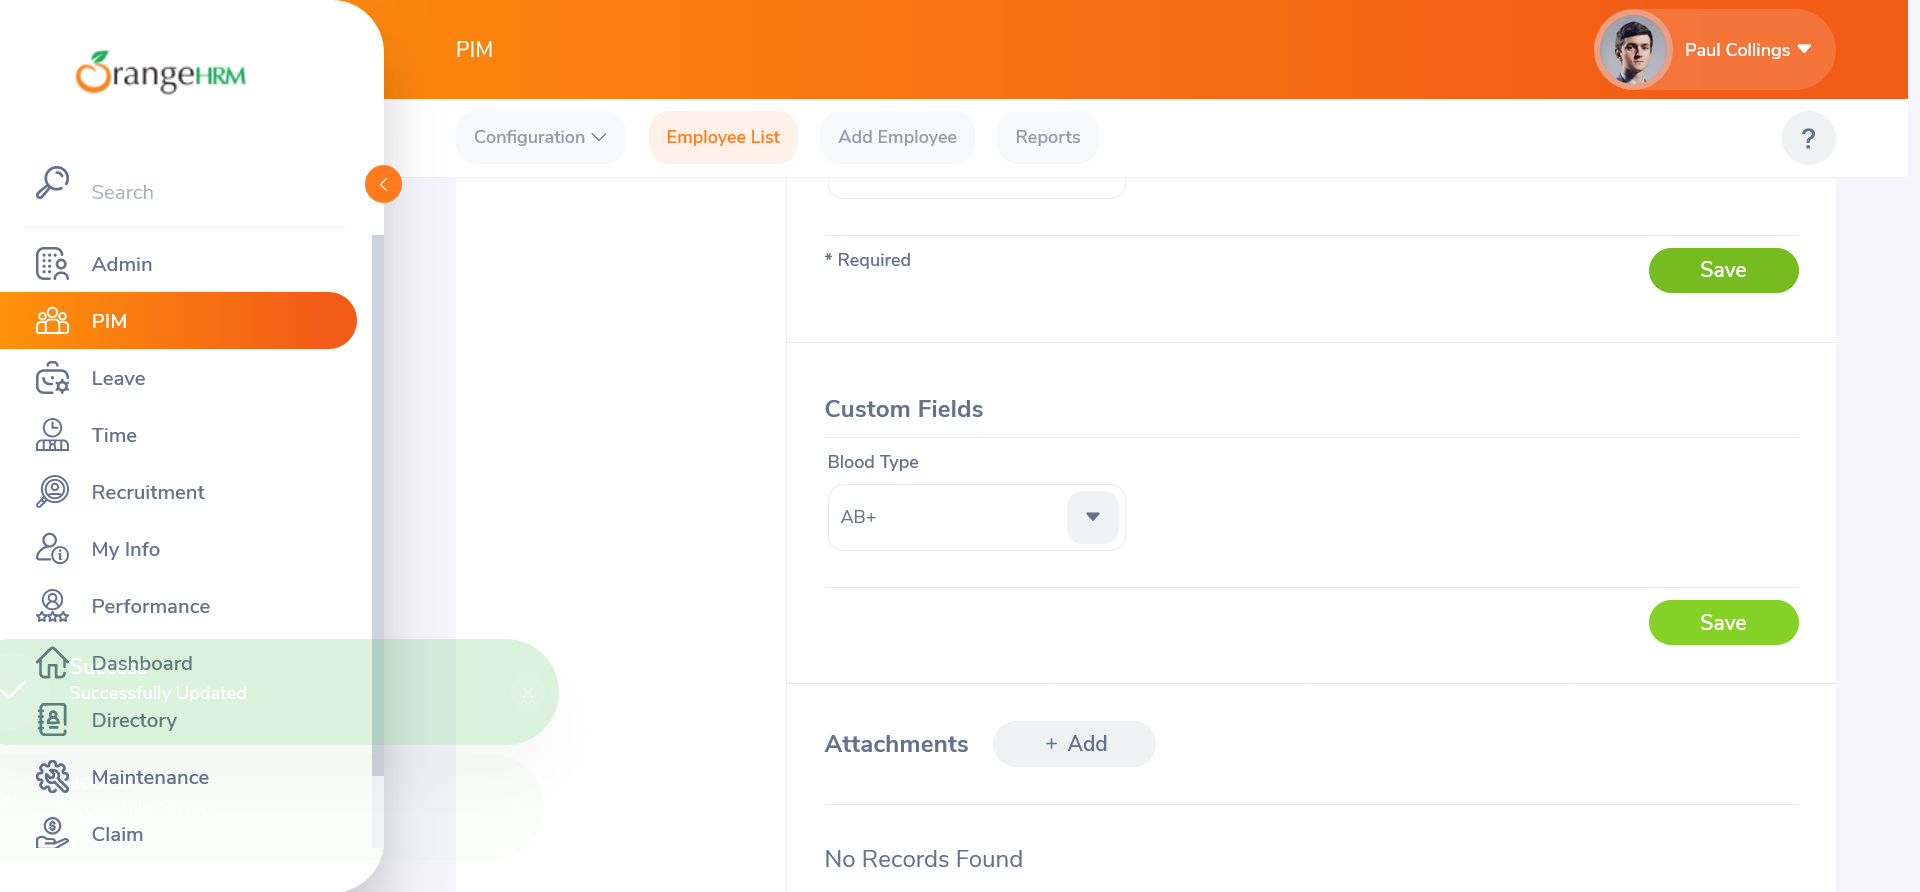 OrangeHRM
PIM
Paul Collings
Configuration
Employee List
Add Employee
Reports
?
Search
Admin
PIM
Leave
Time
Recruitment
My Info
Performance
Dashboard
Directory
Maintenance
Claim
Success
Successfully Updated
* Required
Save
Custom Fields
Blood Type
AB+
Save
Attachments
+ Add
No Records Found